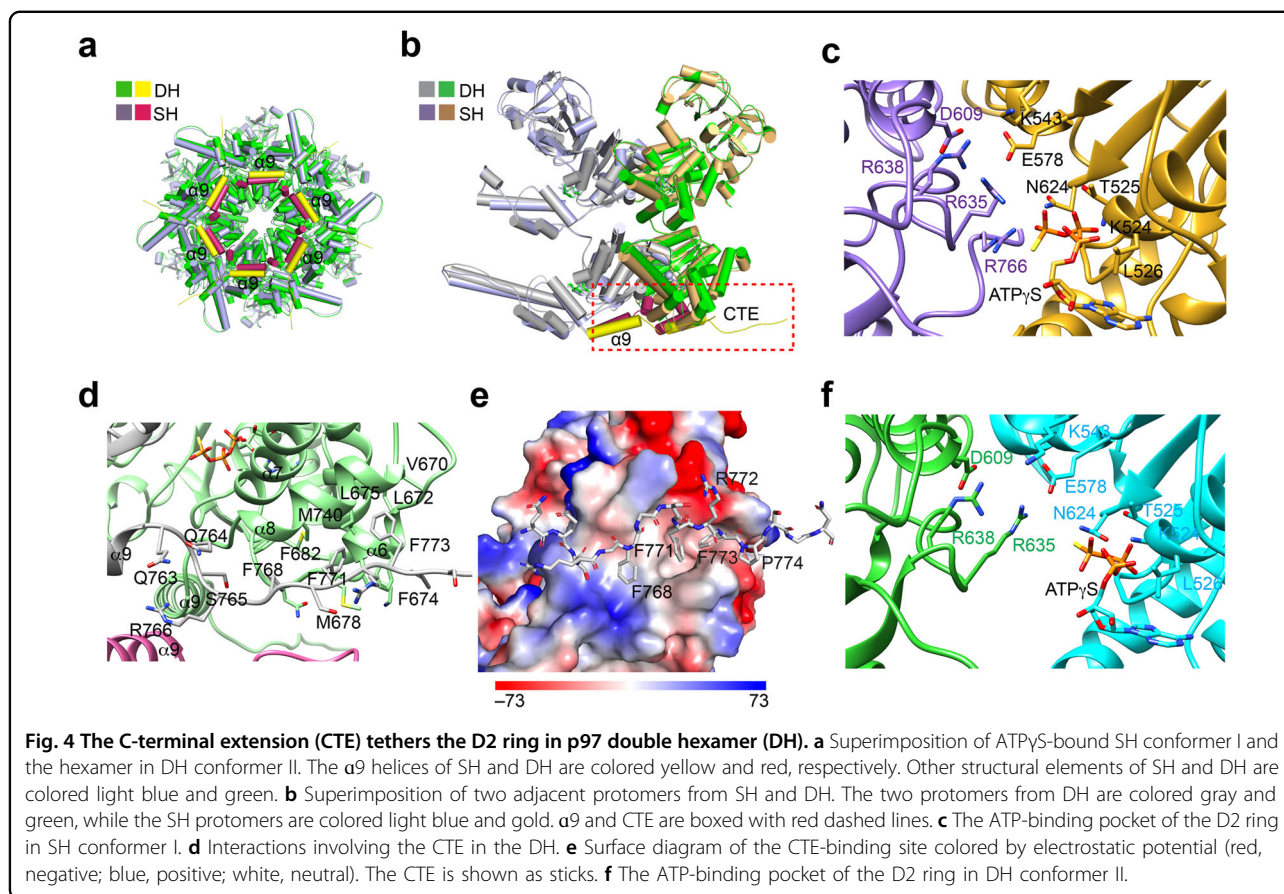 a
DH
SH
α9
α9
α9
α9
α9
α9
b
DH
SH
CTE
α9
c
D609
K543
R638
E578
R635
N624
T525
K524
R766
L526
ATPγS
d
V670
L675
L672
M740
α8
Q764
α9
F682
α6
F773
F768
F771
Q763
α9
S765
F674
M678
R766
α9
e
R772
F771
F773
P774
F768
−73
73
f
K543
D609
E578
N624
T525
R638
R635
K524
L526
ATPγS
Fig. 4 The C-terminal extension (CTE) tethers the D2 ring in p97 double hexamer (DH). a Superimposition of ATPγS-bound SH conformer I and
the hexamer in DH conformer II. The α9 helices of SH and DH are colored yellow and red, respectively. Other structural elements of SH and DH are
colored light blue and green. b Superimposition of two adjacent protomers from SH and DH. The two protomers from DH are colored gray and
green, while the SH protomers are colored light blue and gold. α9 and CTE are boxed with red dashed lines. c The ATP-binding pocket of the D2 ring
in SH conformer I. d Interactions involving the CTE in the DH. e Surface diagram of the CTE-binding site colored by electrostatic potential (red,
negative; blue, positive; white, neutral). The CTE is shown as sticks. f The ATP-binding pocket of the D2 ring in DH conformer II.